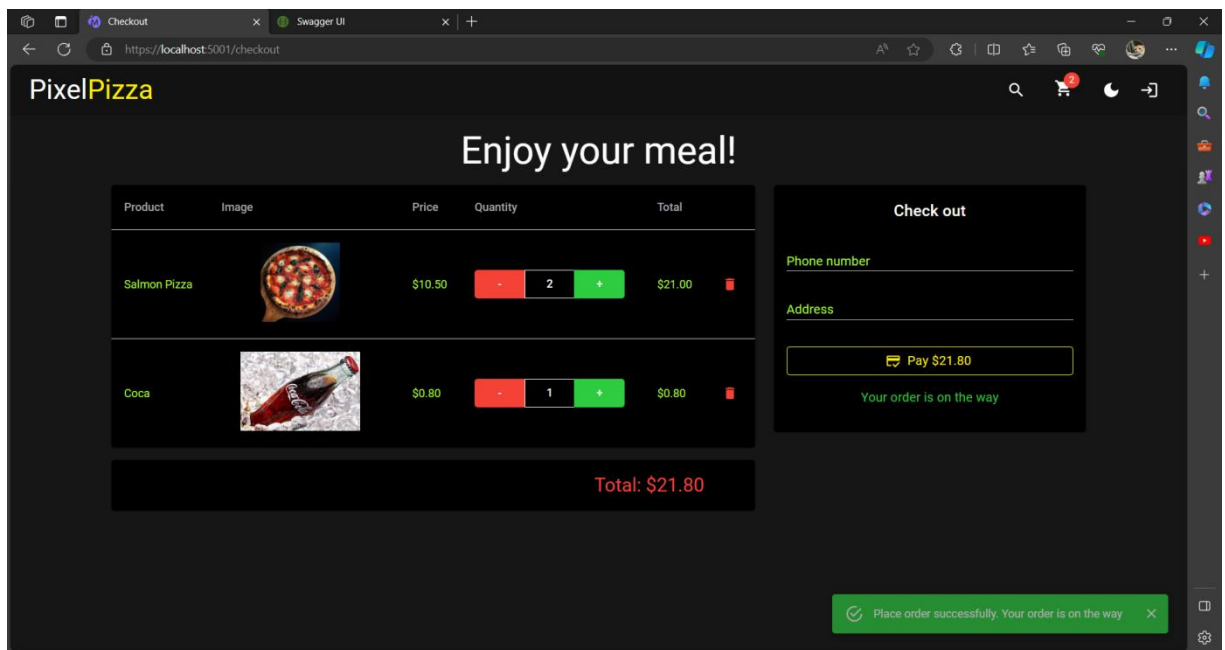 Checkout
Swagger UI
https://localhost:5001/checkout
PixelPizza
2
Enjoy your meal!
Product Image Price Quantity Total
Salmon Pizza $10.50 - 2 + $21.00
Coca Coca-Cola $0.80 - 1 + $0.80
Total: $21.80
Check out
Phone number
Address
Pay $21.80
Your order is on the way
Place order successfully. Your order is on the way